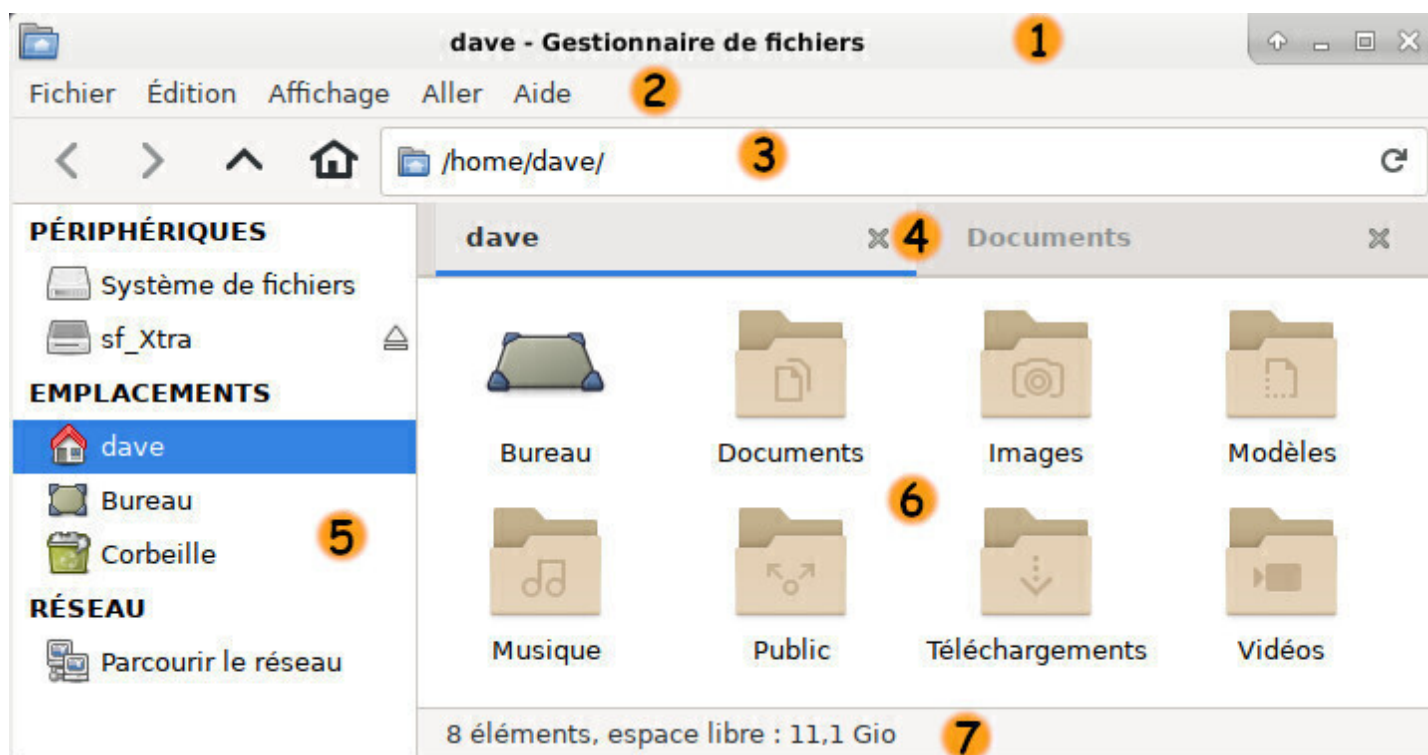 dave - Gestionnaire de fichiers 1
Fichier Édition Affichage Aller Aide 2
/home/dave/ 3
PÉRIPHÉRIQUES
Système de fichiers
sf_Xtra
EMPLACEMENTS
dave
Bureau
Corbeille
5
RÉSEAU
Parcourir le réseau
dave 4 Documents
Bureau Documents Images Modèles
6
Musique Public Téléchargements Vidéos
8 éléments, espace libre : 11,1 Gio 7